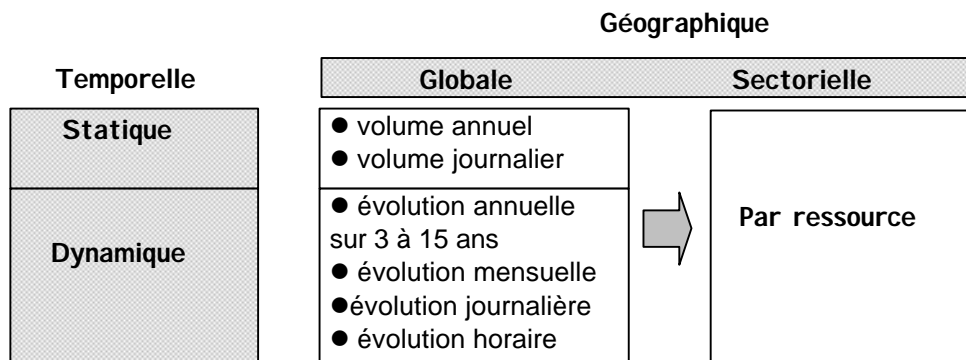 Géographique
Temporelle
Globale
Sectorielle
Statique
● volume annuel
● volume journalier
Dynamique
● évolution annuelle
sur 3 à 15 ans
● évolution mensuelle
●évolution journalière
● évolution horaire
Par ressource